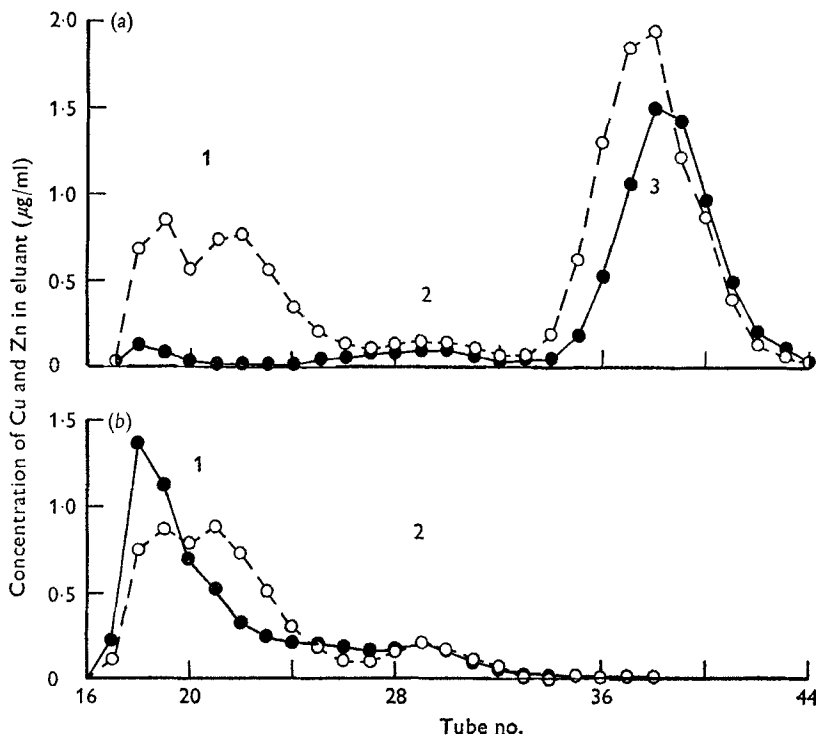 Concentration of Cu and Zn in eluant (μg/ml)
(a)
2·0
1·5
1·0
0·5
0
1
2
3
(b)
1·5
1·0
0·5
0
1
2
16 20 24 28 32 36 40 44
Tube no.